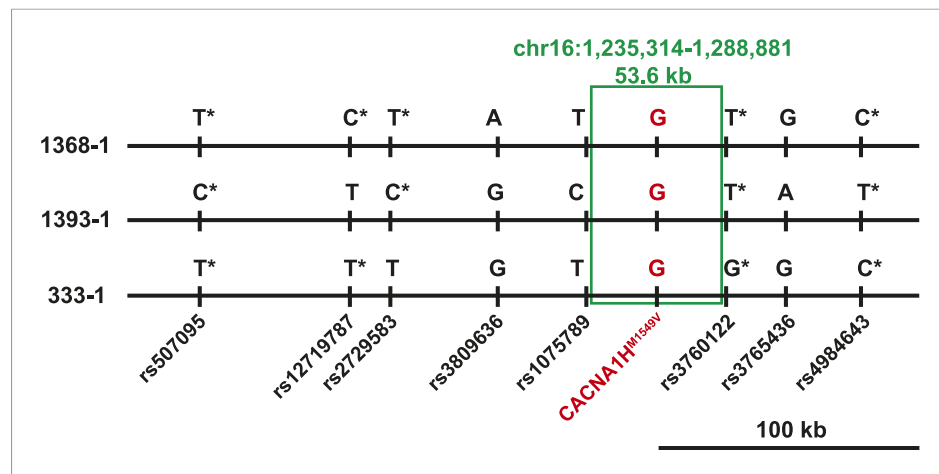 chr16:1,235,314-1,288,881
53.6 kb
T* C* T* A T G T* G C*
1368-1
C* T C* G C G T* A T*
1393-1
T* T* T G T G G* G C*
333-1
rs507095 rs12719787 rs2729583 rs3809636 rs1075789 CACNA1H^M1549V rs3760122 rs3765436 rs4984643
100 kb